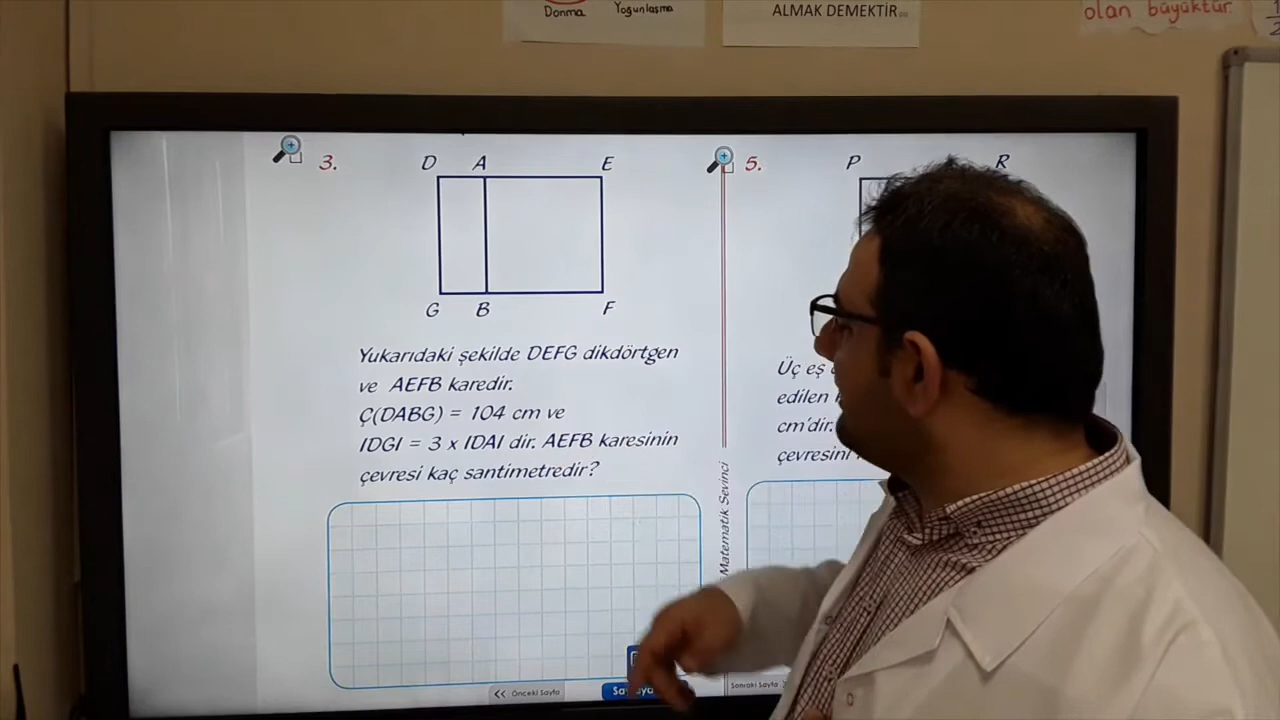 Donma
Yoğunlaşma
ALMAK DEMEKTİR
olan büyüktür.
3.
D A E
G B F
Yukarıdaki şekilde DEFG dikdörtgen
ve AEFB karedir.
Ç(DABG) = 104 cm ve
IDGI = 3 x IDAI dir. AEFB karesinin
çevresi kaç santimetredir?
Matematik Sevinci
5.
P R
Üç eş
edilen
cm'dir.
çevresini
<< Önceki Sayfa
Sonraki Sayfa